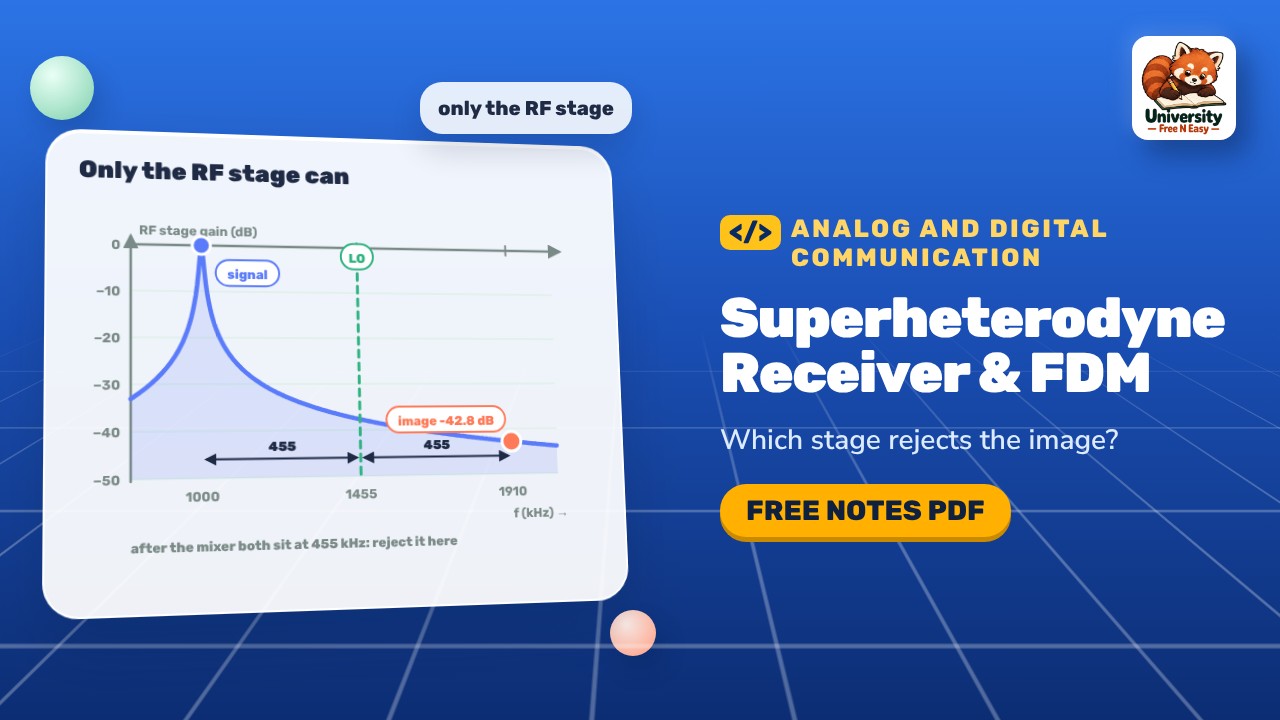 only the RF stage
Only the RF stage can
RF stage gain (dB)
0
−10
−20
−30
−40
−50
signal
LO
image -42.8 dB
455
455
1000
1455
1910
f (kHz) →
after the mixer both sit at 455 kHz: reject it here
University
Free N Easy
</> ANALOG AND DIGITAL
COMMUNICATION
Superheterodyne
Receiver & FDM
Which stage rejects the image?
FREE NOTES PDF